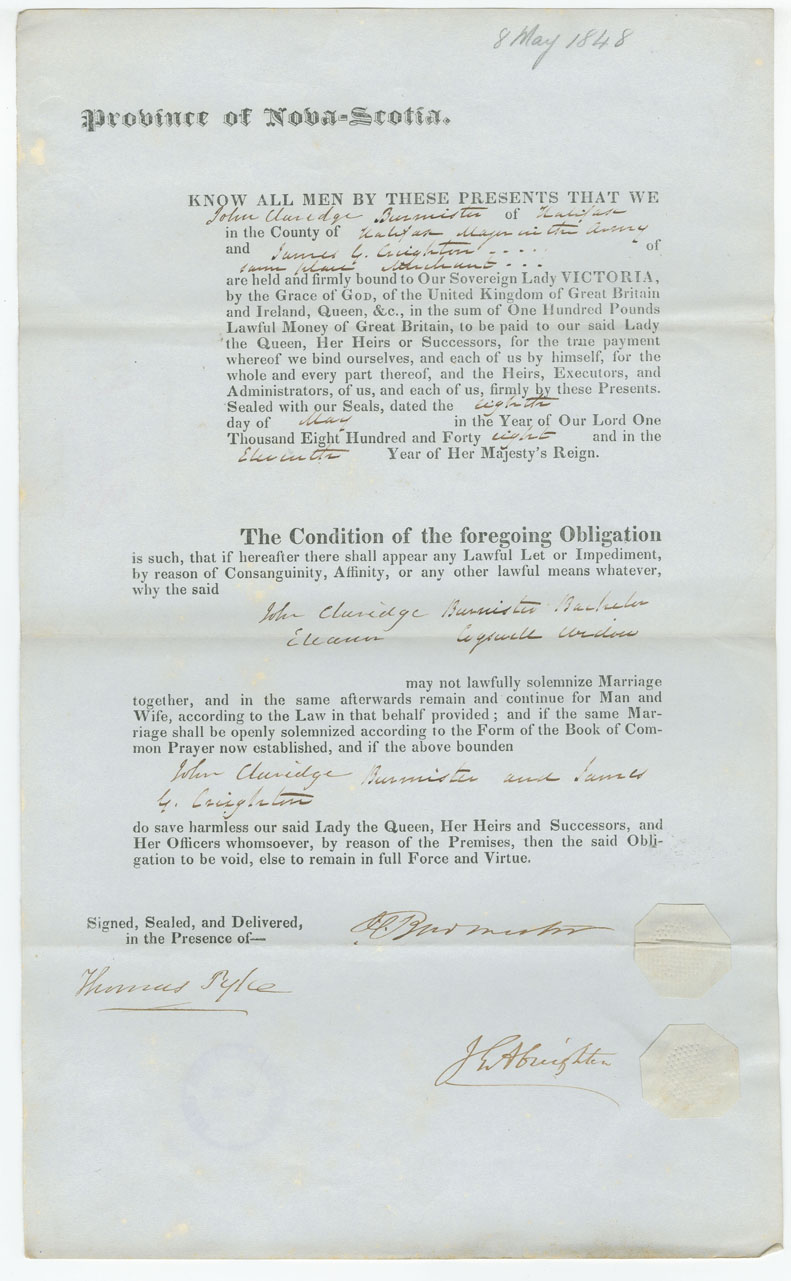 8 May 1848
Province of Nova-Scotia.
KNOW ALL MEN BY THESE PRESENTS THAT WE
John Claridge Burmister of Halifax
in the County of Halifax Major in the Army
and James G. Creighton - - - - of
same place Merchant - - -
are held and firmly bound to Our Sovereign Lady VICTORIA,
by the Grace of GOD, of the United Kingdom of Great Britain
and Ireland, Queen, &c., in the sum of One Hundred Pounds
Lawful Money of Great Britain, to be paid to our said Lady
the Queen, Her Heirs or Successors, for the true payment
whereof we bind ourselves, and each of us by himself, for the
whole and every part thereof, and the Heirs, Executors, and
Administrators, of us, and each of us, firmly by these Presents.
Sealed with our Seals, dated the eighth
day of May in the Year of Our Lord One
Thousand Eight Hundred and Forty eight and in the
Eleventh Year of Her Majesty's Reign.
The Condition of the foregoing Obligation
is such, that if hereafter there shall appear any Lawful Let or Impediment,
by reason of Consanguinity, Affinity, or any other lawful means whatever,
why the said
John Claridge Burmister Bachelor
Eleanor Cogswell Widow
may not lawfully solemnize Marriage
together, and in the same afterwards remain and continue for Man and
Wife, according to the Law in that behalf provided; and if the same Mar-
riage shall be openly solemnized according to the Form of the Book of Com-
mon Prayer now established, and if the above bounden
John Claridge Burmister and James
G. Creighton
do save harmless our said Lady the Queen, Her Heirs and Successors, and
Her Officers whomsoever, by reason of the Premises, then the said Obli-
gation to be void, else to remain in full Force and Virtue.
Signed, Sealed, and Delivered,
in the Presence of—
Burmester
Thomas Pyke
J G A Creighton